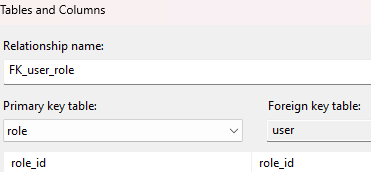 Tables and Columns
Relationship name:
FK_user_role
Primary key table: Foreign key table:
role user
role_id role_id